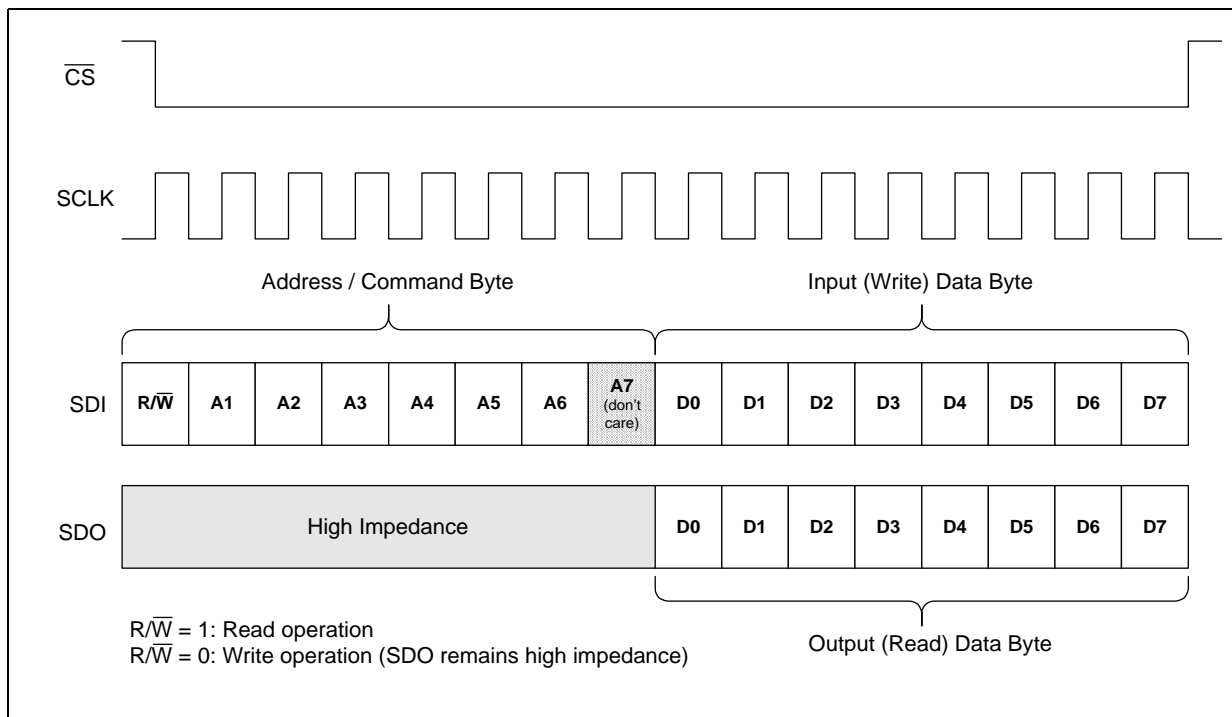 C̅S̅
SCLK
Address / Command Byte Input (Write) Data Byte
SDI R/W̅ A1 A2 A3 A4 A5 A6 A7 (don't care) D0 D1 D2 D3 D4 D5 D6 D7
SDO High Impedance D0 D1 D2 D3 D4 D5 D6 D7
R/W̅ = 1: Read operation
R/W̅ = 0: Write operation (SDO remains high impedance)
Output (Read) Data Byte